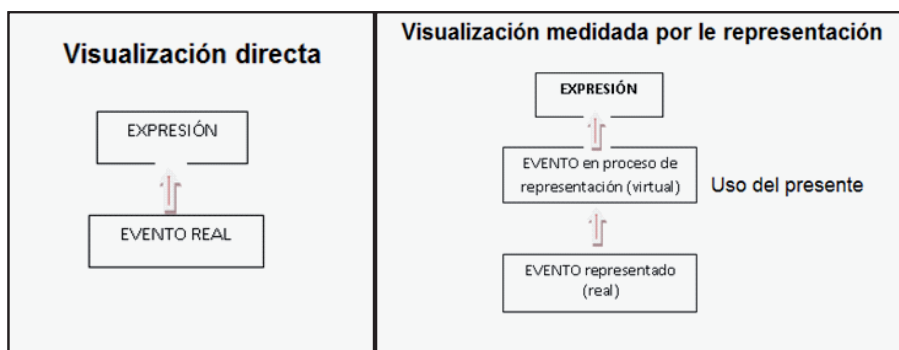 Visualización directa
EXPRESIÓN
EVENTO REAL
Visualización medidada por le representación
EXPRESIÓN
EVENTO en proceso de
representación (virtual)
Uso del presente
EVENTO representado
(real)